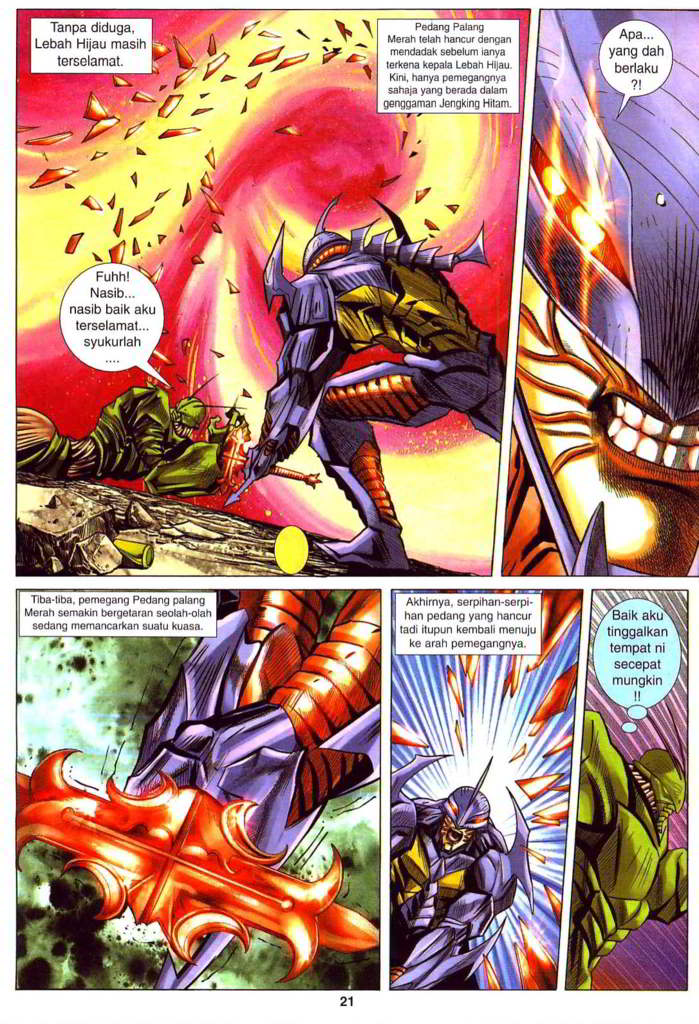 Tanpa diduga,
Lebah Hijau masih
terselamat.
Pedang Palang
Merah telah hancur dengan
mendadak sebelum ianya
terkena kepala Lebah Hijau.
Kini, hanya pemegangnya
sahaja yang berada dalam
genggaman Jengking Hitam.
Fuhh!
Nasib...
nasib baik aku
terselamat...
syukurlah
....
Apa...
yang dah
berlaku
?!
Tiba-tiba, pemegang Pedang palang
Merah semakin bergetaran seolah-olah
sedang memancarkan suatu kuasa.
Akhirnya, serpihan-serpi-
han pedang yang hancur
tadi itupun kembali menuju
ke arah pemegangnya.
Baik aku
tinggalkan
tempat ni
secepat
mungkin
!!
21